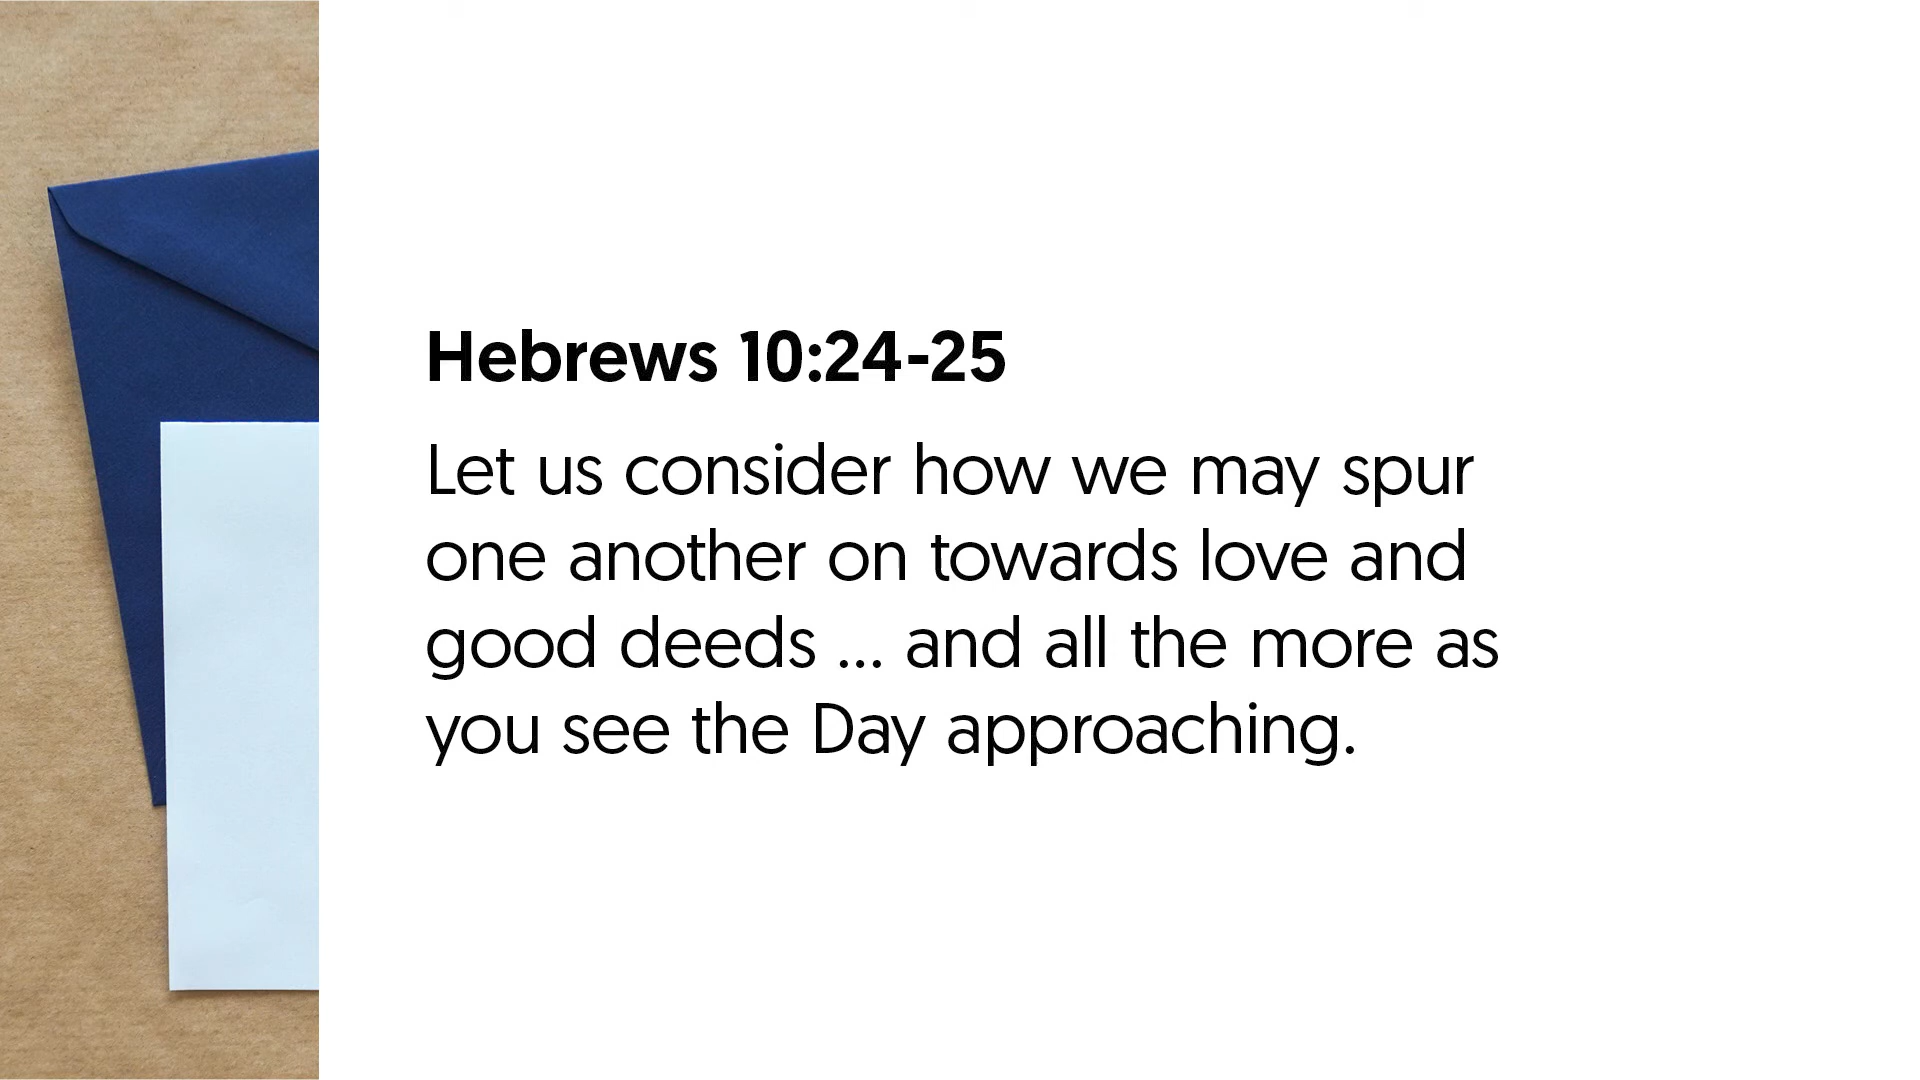 Hebrews 10:24-25
Let us consider how we may spur
one another on towards love and
good deeds ... and all the more as
you see the Day approaching.